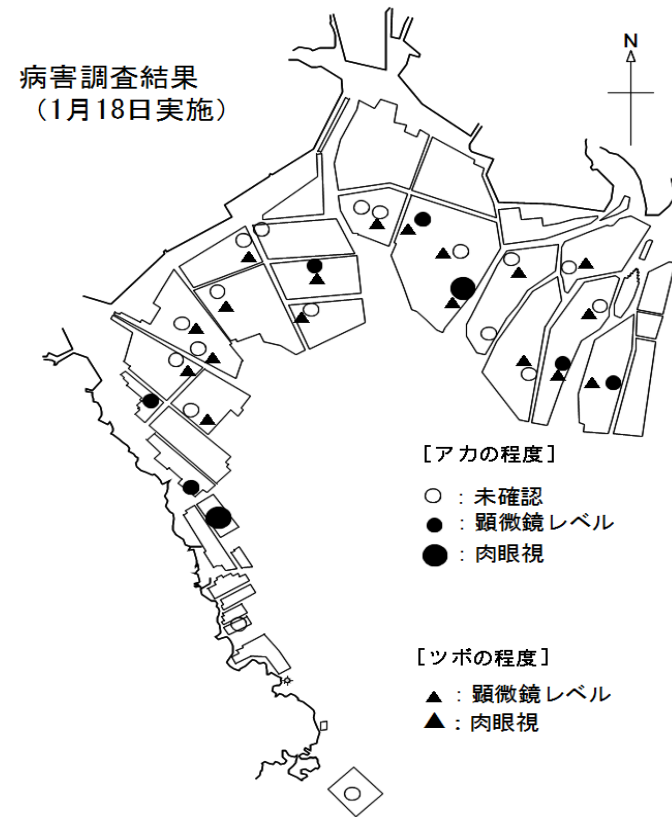 病害調査結果
（1月18日実施）
N
［アカの程度］
○ : 未確認
● : 顕微鏡レベル
● : 肉眼視
［ツボの程度］
▲ : 顕微鏡レベル
▲ : 肉眼視